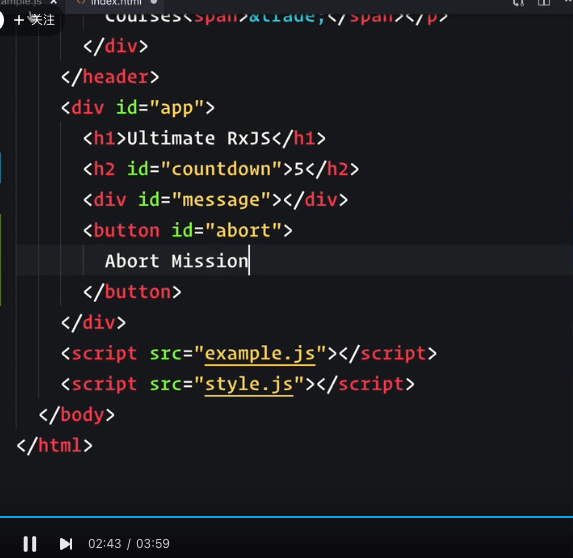 ample.js × <> index.html
+ 关注
Courses<span>&trade;</span></p>
</div>
</header>
<div id="app">
<h1>Ultimate RxJS</h1>
<h2 id="countdown">5</h2>
<div id="message"></div>
<button id="abort">
Abort Mission
</button>
</div>
<script src="example.js"></script>
<script src="style.js"></script>
</body>
</html>
02:43 / 03:59